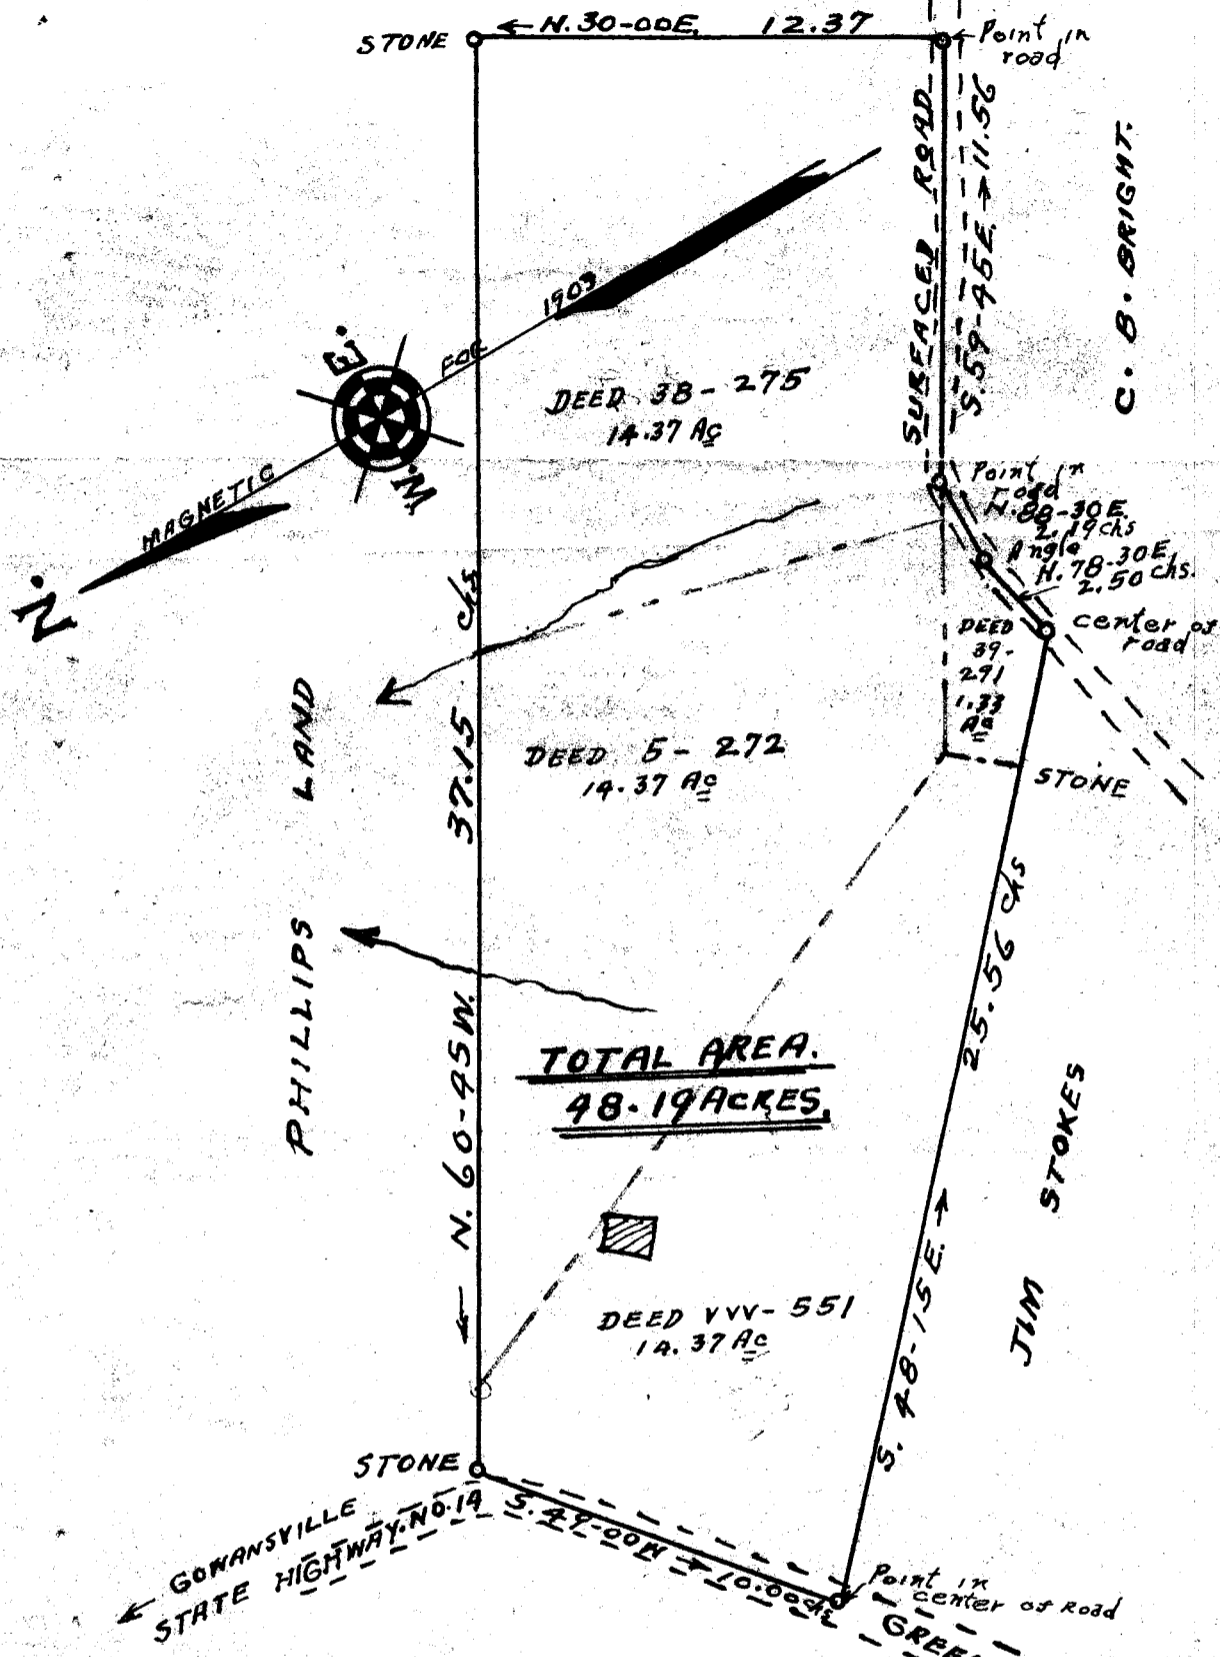 N. 30-00E. 12.37
STONE
Point in
road
SURFACED ROAD
S. 59-45E. 11.56
C. B. BRIGHT.
MAGNETIC FOR 1903
N.
E.
W.
DEED 38-275
14.37 Ac
Point in
road
N. 88-30E.
2.19 chs
Angle
N. 78-30E.
2.50 chs.
center of
road
DEED
39-
291
1.33
Ac
STONE
PHILLIPS LAND
N. 60-45W. 37.15 chs
DEED 5-272
14.37 Ac
TOTAL AREA.
48.19 ACRES.
S. 48-15E. 25.56 chs
JIM STOKES
DEED VVV-551
14.37 Ac
STONE
GOWANSVILLE
STATE HIGHWAY. NO. 14
S. 49-00W 10.00chs
Point in
center of Road